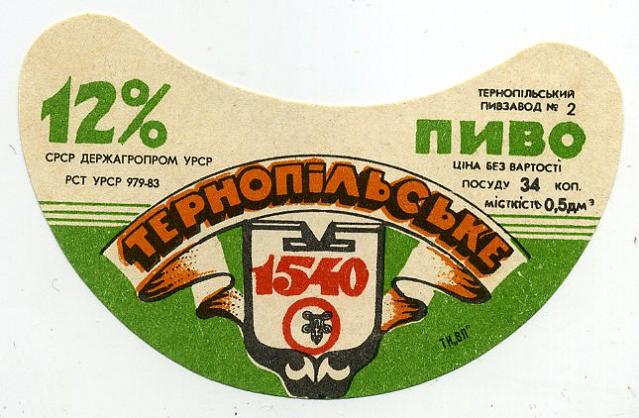 12%
СРСР ДЕРЖАГРОПРОМ УРСР
РСТ УРСР 979-83
ТЕРНОПІЛЬСЬКИЙ
ПИВЗАВОД № 2
ПИВО
ЦІНА БЕЗ ВАРТОСТІ
ПОСУДУ 34 КОП.
МІСТКІСТЬ 0,5дм³
ТЕРНОПІЛЬСЬКЕ
1540